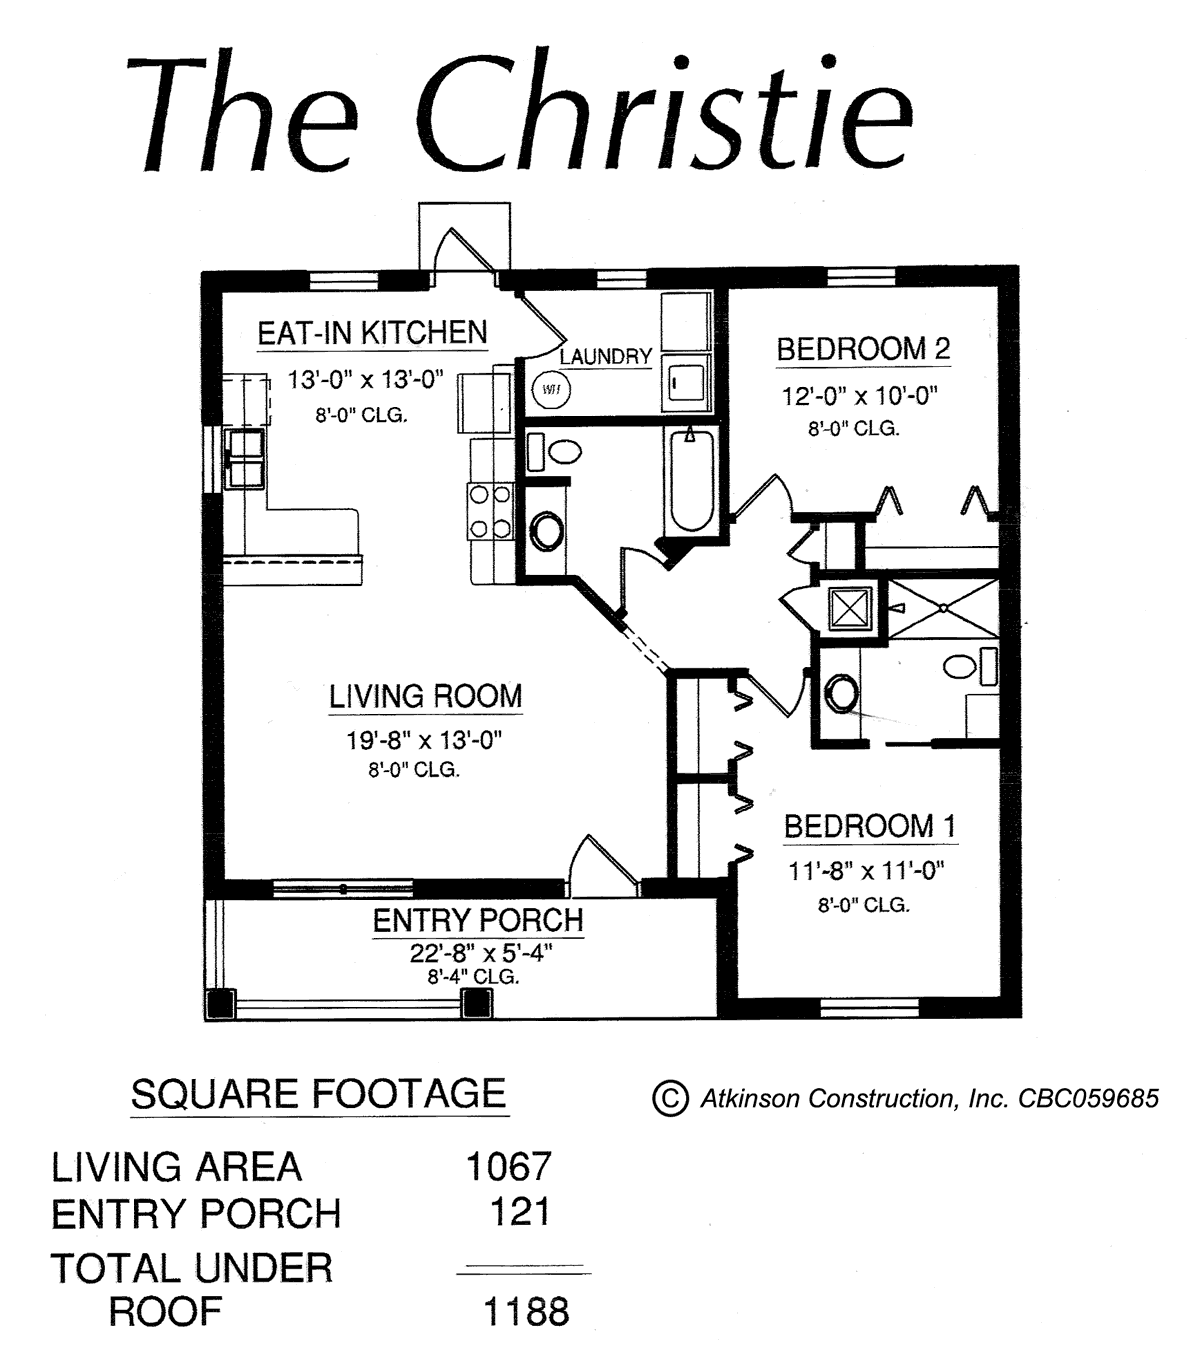 The Christie
EAT-IN KITCHEN
13'-0" x 13'-0"
8'-0" CLG.
LAUNDRY
WH
BEDROOM 2
12'-0" x 10'-0"
8'-0" CLG.
LIVING ROOM
19'-8" x 13'-0"
8'-0" CLG.
BEDROOM 1
11'-8" x 11'-0"
8'-0" CLG.
ENTRY PORCH
22'-8" x 5'-4"
8'-4" CLG.
SQUARE FOOTAGE
© Atkinson Construction, Inc. CBC059685
LIVING AREA 1067
ENTRY PORCH 121
TOTAL UNDER
ROOF 1188